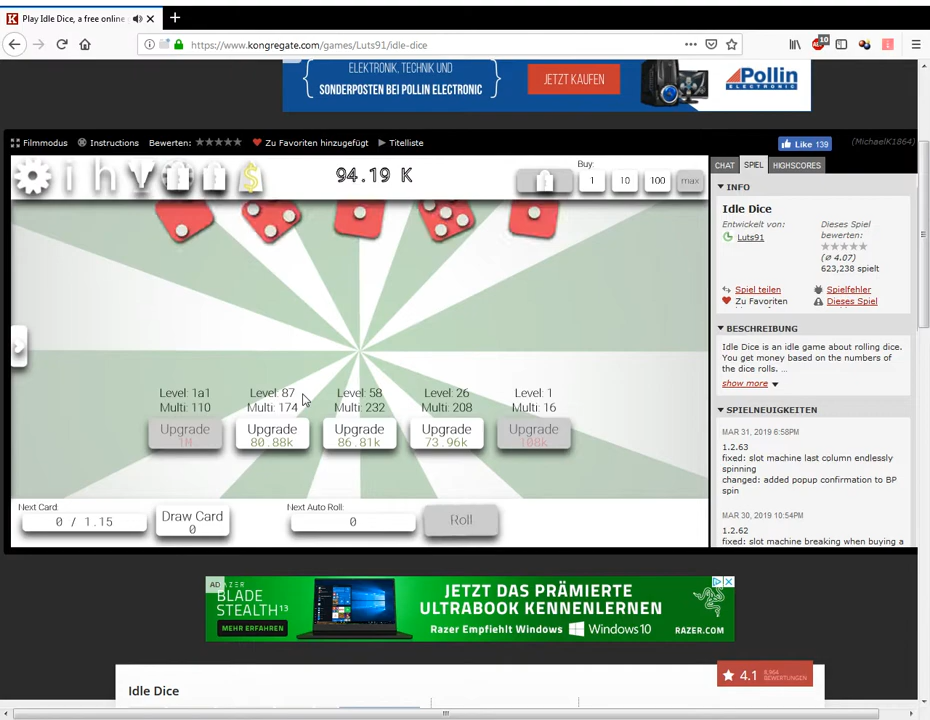 Play Idle Dice, a free online
https://www.kongregate.com/games/Luts91/idle-dice
10
ELEKTRONIK, TECHNIK UND
SONDERPOSTEN BEI POLLIN ELECTRONIC
JETZT KAUFEN
Pollin
ELECTRONIC
Filmmodus
Instructions
Bewerten:
Zu Favoriten hinzugefügt
Titelliste
Like 139
(MichaelK1864)
94.19 K
Buy:
1
10
100
max
CHAT
SPIEL
HIGHSCORES
INFO
Idle Dice
Entwickelt von:
Luts91
Dieses Spiel
bewerten:
(ø 4.07)
623,238 spielt
Spiel teilen
Spielfehler
Zu Favoriten
Dieses Spiel
BESCHREIBUNG
Idle Dice is an idle game about rolling dice.
You get money based on the numbers of
the dice rolls. ...
show more
SPIELNEUIGKEITEN
MAR 31, 2019 6:58PM
1.2.63
fixed: slot machine last column endlessly
spinning
changed: added popup confirmation to BP
spin
MAR 30, 2019 10:54PM
1.2.62
fixed: slot machine breaking when buying a
Level: 1a1
Multi: 110
Upgrade
1M
Level: 87
Multi: 174
Upgrade
80.88k
Level: 58
Multi: 232
Upgrade
86.81k
Level: 26
Multi: 208
Upgrade
73.96k
Level: 1
Multi: 16
Upgrade
108k
Next Card:
0 / 1.15
Draw Card
0
Next Auto Roll:
0
Roll
AD
RAZER
BLADE
STEALTH 13
MEHR ERFAHREN
JETZT DAS PRÄMIERTE
ULTRABOOK KENNENLERNEN
Razer Empfiehlt Windows
Windows10
RAZER.COM
Idle Dice
4.1
BEWERTUNGEN